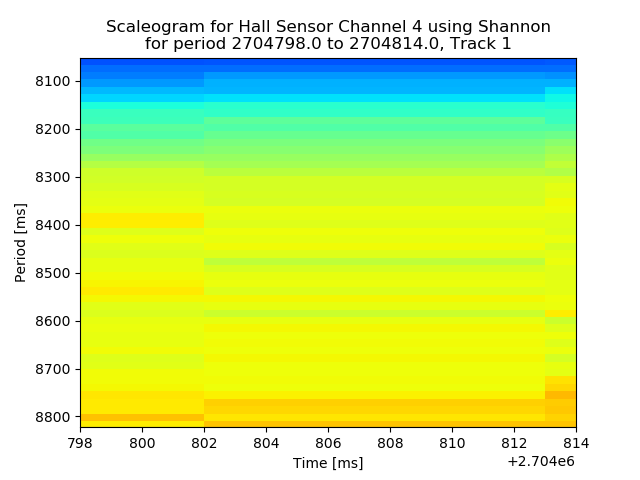 Scaleogram for Hall Sensor Channel 4 using Shannon
for period 2704798.0 to 2704814.0, Track 1
Period [ms]
8100
8200
8300
8400
8500
8600
8700
8800
798 800 802 804 806 808 810 812 814
Time [ms]
+2.704e6